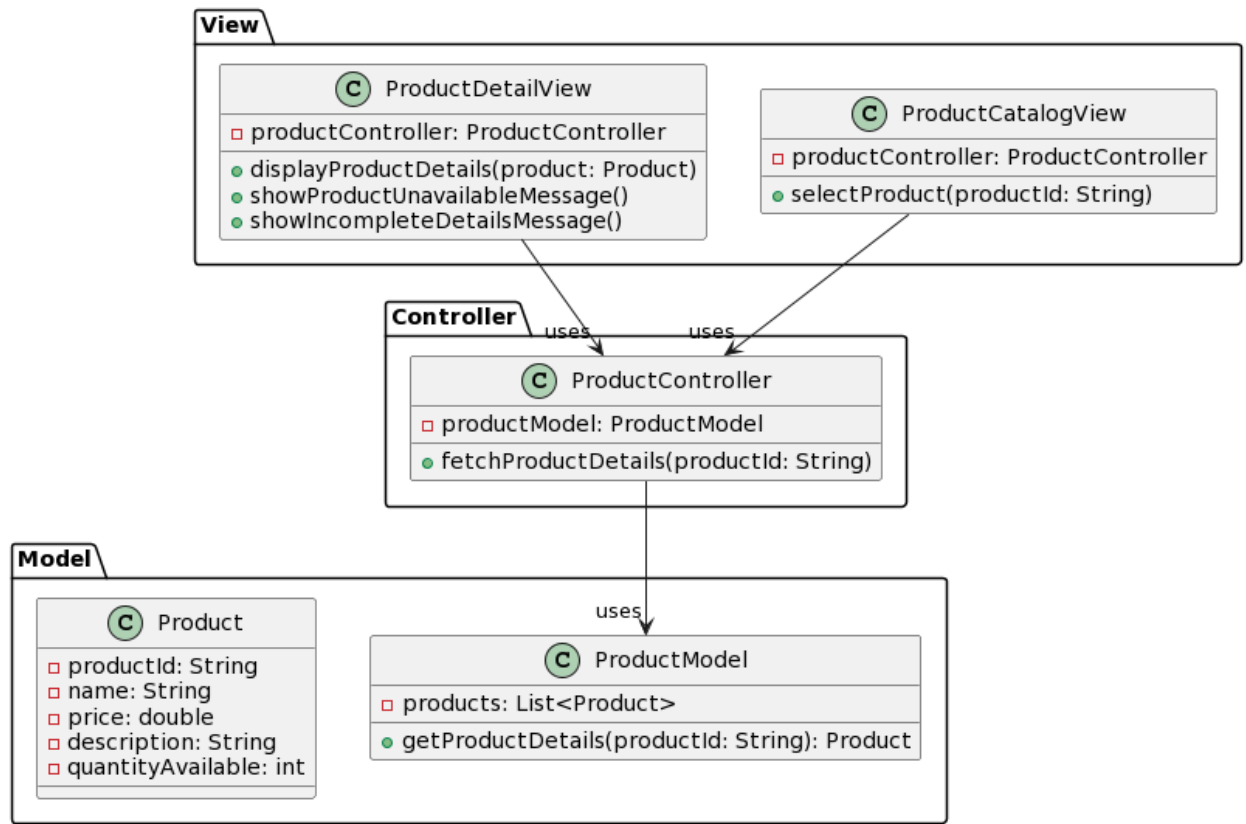 View
C ProductDetailView
productController: ProductController
displayProductDetails(product: Product)
showProductUnavailableMessage()
showIncompleteDetailsMessage()
C ProductCatalogView
productController: ProductController
selectProduct(productId: String)
uses
uses
Controller
C ProductController
productModel: ProductModel
fetchProductDetails(productId: String)
uses
Model
C Product
productId: String
name: String
price: double
description: String
quantityAvailable: int
C ProductModel
products: List<Product>
getProductDetails(productId: String): Product